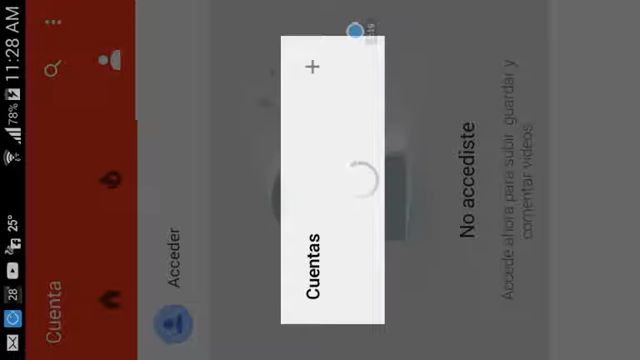 28° 25° 78% 11:28 AM
Cuenta
Acceder
Cuentas +
No accediste
Accede ahora para subir, guardar y
comentar videos.